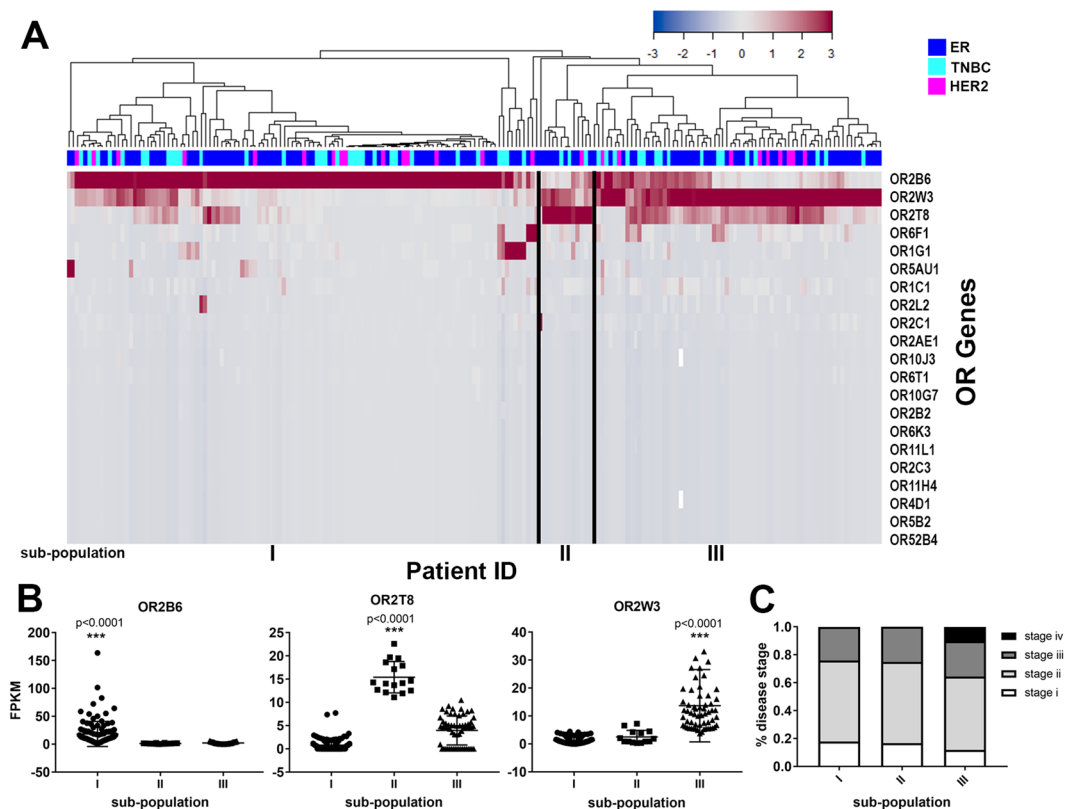 A
-3 -2 -1 0 1 2 3
ER
TNBC
HER2
OR2B6
OR2W3
OR2T8
OR6F1
OR1G1
OR5AU1
OR1C1
OR2L2
OR2C1
OR2AE1
OR10J3
OR6T1
OR10G7
OR2B2
OR6K3
OR11L1
OR2C3
OR11H4
OR4D1
OR5B2
OR52B4
OR Genes
sub-population I II III
Patient ID
B
OR2B6
p<0.0001
***
FPKM
200
150
100
50
0
-50
I II III
sub-population
OR2T8
p<0.0001
***
25
20
15
10
5
0
-5
I II III
sub-population
OR2W3
p<0.0001
***
40
30
20
10
0
-10
I II III
sub-population
C
% disease stage
1.0
0.8
0.6
0.4
0.2
0.0
I II III
sub-population
stage iv
stage iii
stage ii
stage i